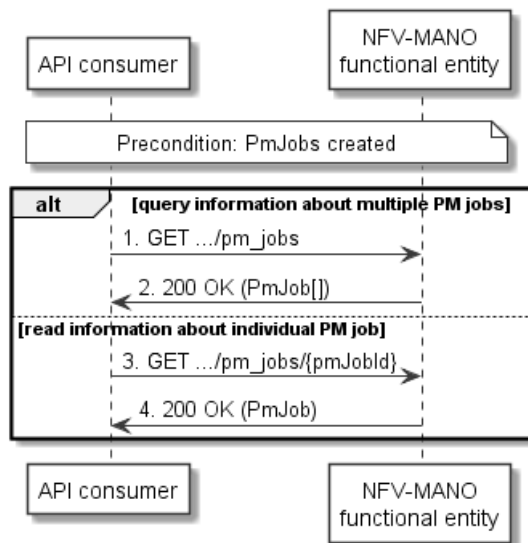 API consumer
NFV-MANO
functional entity
Precondition: PmJobs created
alt
[query information about multiple PM jobs]
1. GET .../pm_jobs
2. 200 OK (PmJob[])
[read information about individual PM job]
3. GET .../pm_jobs/{pmJobId}
4. 200 OK (PmJob)
API consumer
NFV-MANO
functional entity